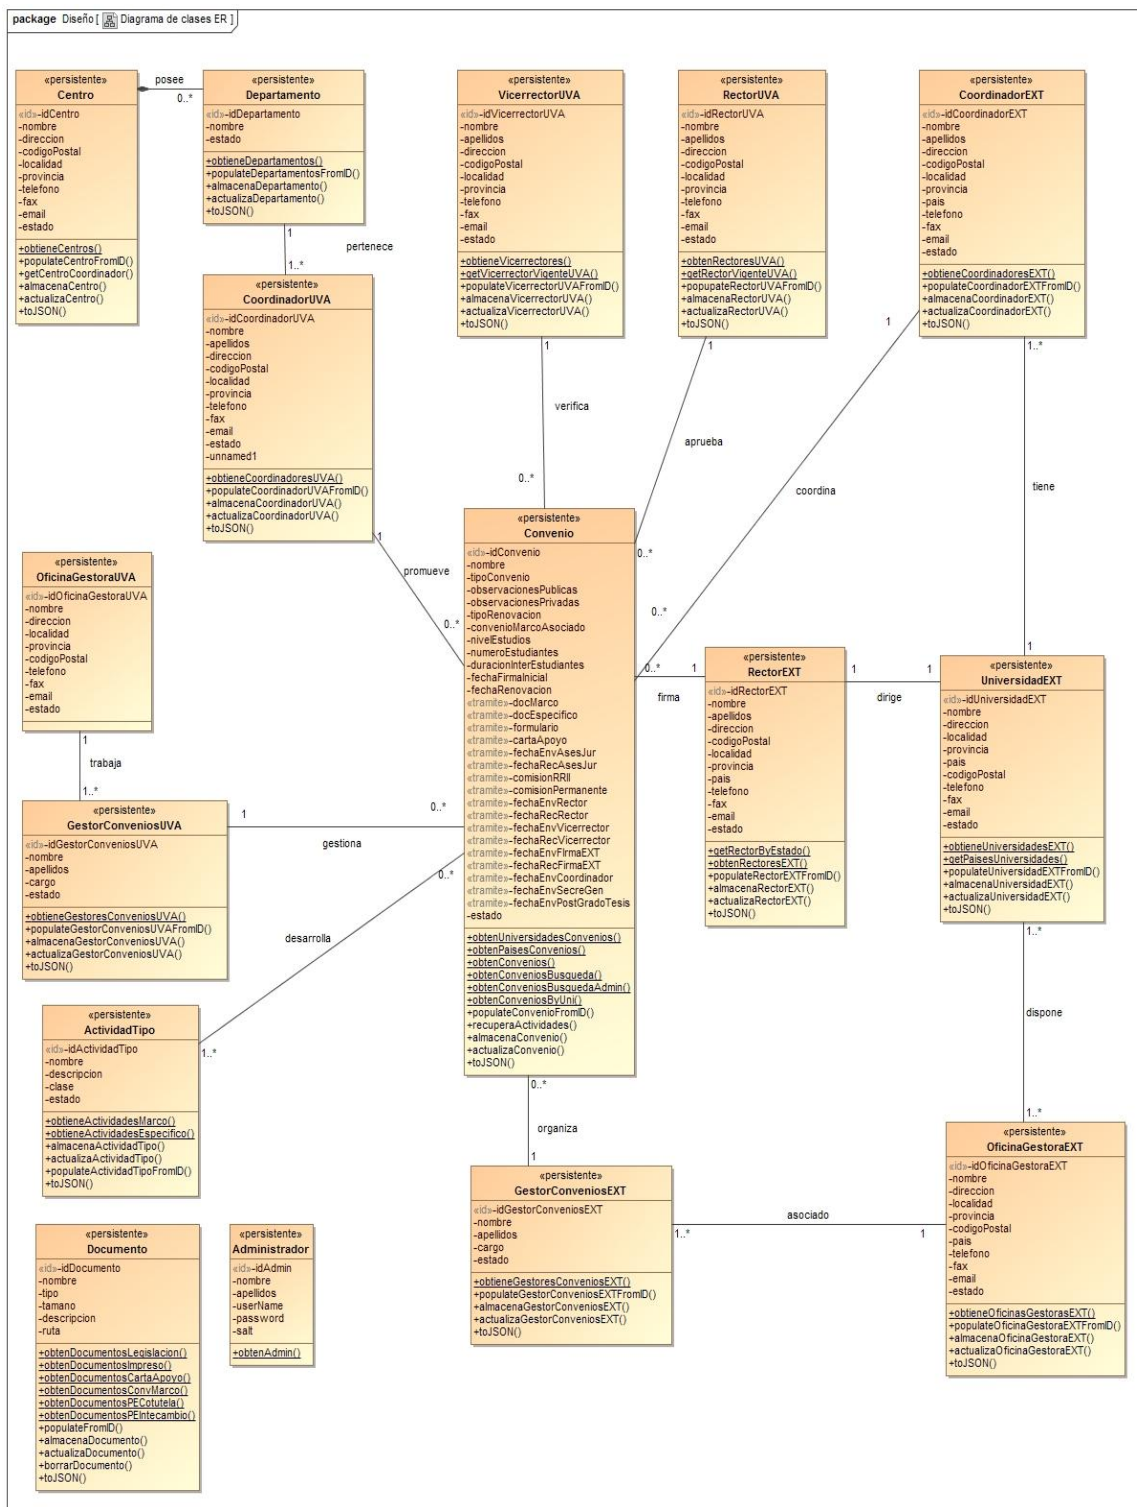 package Diseño [ Diagrama de clases ER ]
«persistente»
Centro
«id»-idCentro
-nombre
-direccion
-codigoPostal
-localidad
-provincia
-telefono
-fax
-email
-estado
+obtieneCentros()
+populateCentroFromID()
+getCentroCoordinador()
+almacenaCentro()
+actualizaCentro()
+toJSON()
posee
0..*
«persistente»
Departamento
«id»-idDepartamento
-nombre
-estado
+obtieneDepartamentos()
+populateDepartamentosFromID()
+almacenaDepartamento()
+actualizaDepartamento()
+toJSON()
1
pertenece
1..*
«persistente»
CoordinadorUVA
«id»-idCoordinadorUVA
-nombre
-apellidos
-direccion
-codigoPostal
-localidad
-provincia
-telefono
-fax
-email
-estado
-unnamed1
+obtieneCoordinadoresUVA()
+populateCoordinadorUVAFromID()
+almacenaCoordinadorUVA()
+actualizaCoordinadorUVA()
+toJSON()
1
promueve
0..*
«persistente»
VicerrectorUVA
«id»-idVicerrectorUVA
-nombre
-apellidos
-direccion
-codigoPostal
-localidad
-provincia
-telefono
-fax
-email
-estado
+obtieneVicerrectores()
+getVicerrectorVigenteUVA()
+populateVicerrectorUVAFromID()
+almacenaVicerrectorUVA()
+actualizaVicerrectorUVA()
+toJSON()
1
verifica
0..*
«persistente»
RectorUVA
«id»-idRectorUVA
-nombre
-apellidos
-direccion
-codigoPostal
-localidad
-provincia
-telefono
-fax
-email
-estado
+obtenRectoresUVA()
+getRectorVigenteUVA()
+popupateRectorUVAFromID()
+almacenaRectorUVA()
+actualizaRectorUVA()
+toJSON()
1
aprueba
0..*
«persistente»
CoordinadorEXT
«id»-idCoordinadorEXT
-nombre
-apellidos
-direccion
-codigoPostal
-localidad
-provincia
-pais
-telefono
-fax
-email
-estado
+obtieneCoordinadoresEXT()
+populateCoordinadorEXTFromID()
+almacenaCoordinadorEXT()
+actualizaCoordinadorEXT()
+toJSON()
1
coordina
0..*
1..*
tiene
1
«persistente»
OficinaGestoraUVA
«id»-idOficinaGestoraUVA
-nombre
-direccion
-localidad
-provincia
-codigoPostal
-telefono
-fax
-email
-estado
1
trabaja
1..*
«persistente»
GestorConveniosUVA
«id»-idGestorConveniosUVA
-nombre
-apellidos
-cargo
-estado
+obtieneGestoresConveniosUVA()
+populateGestorConveniosUVAFromID()
+almacenaGestorConveniosUVA()
+actualizaGestorConveniosUVA()
+toJSON()
1
gestiona
0..*
«persistente»
Convenio
«id»-idConvenio
-nombre
-tipoConvenio
-observacionesPublicas
-observacionesPrivadas
-tipoRenovacion
-convenioMarcoAsociado
-nivelEstudios
-numeroEstudiantes
-duracionInterEstudiantes
-fechaFirmaInicial
-fechaRenovacion
«tramite»-docMarco
«tramite»-docEspecifico
«tramite»-formulario
«tramite»-cartaApoyo
«tramite»-fechaEnvAsesJur
«tramite»-fechaRecAsesJur
«tramite»-comisionRRII
«tramite»-comisionPermanente
«tramite»-fechaEnvRector
«tramite»-fechaRecRector
«tramite»-fechaEnvVicerrector
«tramite»-fechaRecVicerrector
«tramite»-fechaEnvFIrmaEXT
«tramite»-fechaRecFirmaEXT
«tramite»-fechaEnvCoordinador
«tramite»-fechaEnvSecreGen
«tramite»-fechaEnvPostGradoTesis
-estado
+obtenUniversidadesConvenios()
+obtenPaisesConvenios()
+obtenConvenios()
+obtenConveniosBusqueda()
+obtenConveniosBusquedaAdmin()
+obtenConveniosByUni()
+populateConvenioFromID()
+recuperaActividades()
+almacenaConvenio()
+actualizaConvenio()
+toJSON()
0..*
firma
1
«persistente»
RectorEXT
«id»-idRectorEXT
-nombre
-apellidos
-direccion
-codigoPostal
-localidad
-provincia
-pais
-telefono
-fax
-email
-estado
+getRectorByEstado()
+obtenRectoresEXT()
+populateRectorEXTFromID()
+almacenaRectorEXT()
+actualizaRectorEXT()
+toJSON()
1
dirige
1
«persistente»
UniversidadEXT
«id»-idUniversidadEXT
-nombre
-direccion
-localidad
-provincia
-pais
-codigoPostal
-telefono
-fax
-email
-estado
+obtieneUniversidadesEXT()
+getPaisesUniversidades()
+populateUniversidadEXTFromID()
+almacenaUniversidadEXT()
+actualizaUniversidadEXT()
+toJSON()
1..*
dispone
1..*
0..*
desarrolla
1..*
«persistente»
ActividadTipo
«id»-idActividadTipo
-nombre
-descripcion
-clase
-estado
+obtieneActividadesMarco()
+obtieneActividadesEspecifico()
+almacenaActividadTipo()
+actualizaActividadTipo()
+populateActividadTipoFromID()
+toJSON()
0..*
organiza
1
«persistente»
GestorConveniosEXT
«id»-idGestorConveniosEXT
-nombre
-apellidos
-cargo
-estado
+obtieneGestoresConveniosEXT()
+populateGestorConveniosEXTFromID()
+almacenaGestorConveniosEXT()
+actualizaGestorConveniosEXT()
+toJSON()
1..*
asociado
1
«persistente»
OficinaGestoraEXT
«id»-idOficinaGestoraEXT
-nombre
-direccion
-localidad
-provincia
-codigoPostal
-pais
-telefono
-fax
-email
-estado
+obtieneOficinasGestorasEXT()
+populateOficinaGestoraEXTFromID()
+almacenaOficinaGestoraEXT()
+actualizaOficinaGestoraEXT()
+toJSON()
«persistente»
Documento
«id»-idDocumento
-nombre
-tipo
-tamano
-descripcion
-ruta
+obtenDocumentosLegislacion()
+obtenDocumentosImpreso()
+obtenDocumentosCartaApoyo()
+obtenDocumentosConvMarco()
+obtenDocumentosPECotutela()
+obtenDocumentosPEIntecambio()
+populateFromID()
+almacenaDocumento()
+actualizaDocumento()
+borrarDocumento()
+toJSON()
«persistente»
Administrador
«id»-idAdmin
-nombre
-apellidos
-userName
-password
-salt
+obtenAdmin()